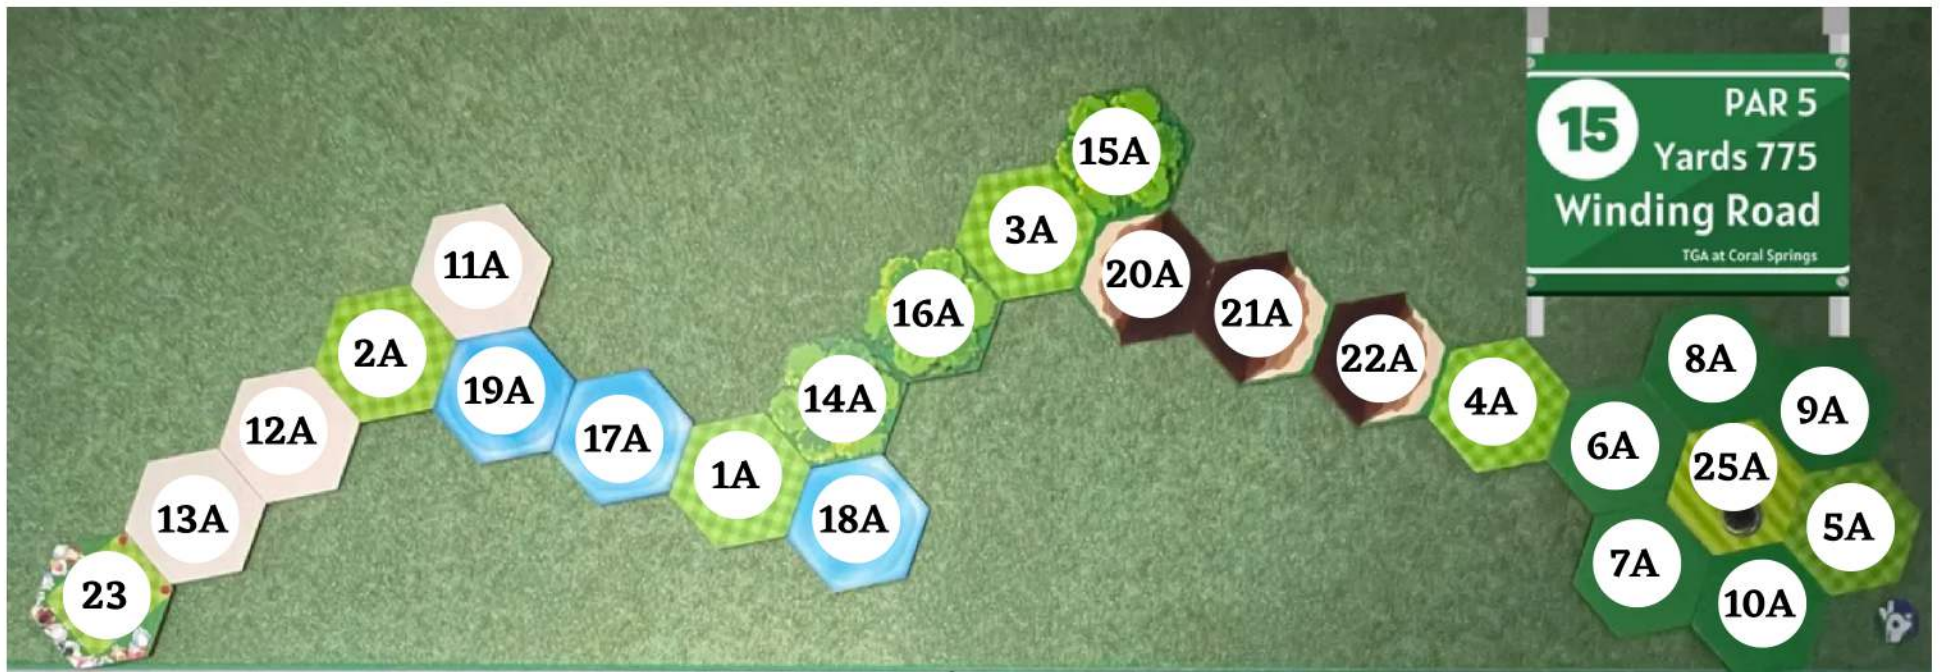 15
PAR 5
Yards 775
Winding Road
TGA at Coral Springs
15A
3A
11A
20A
16A
21A
2A
19A
22A
8A
14A
4A
9A
12A
17A
6A
25A
1A
13A
18A
5A
23
7A
10A